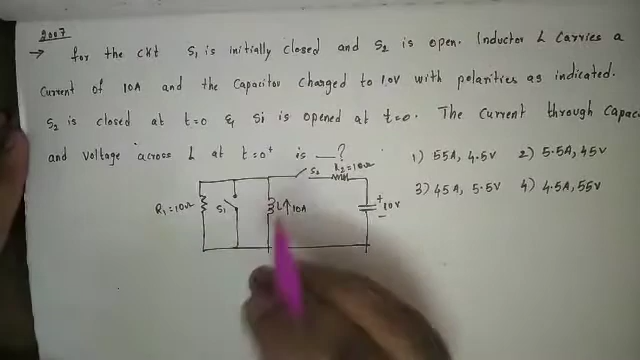 2007
→ for the ckt S₁ is initially closed and S₂ is open. Inductor L carries a
current of 10A and the Capacitor charged to 10V with polarities as indicated.
S₂ is closed at t=0 & S1 is opened at t=0. The Current through Capac
and voltage across L at t=0⁺ is ___?
1) 55A, 4.5V 2) 5.5A, 45V
3) 45A, 5.5V 4) 4.5A, 55V
S₂ R₂=10Ω
R₁=10Ω S₁ L ↑ 10A + 10V -